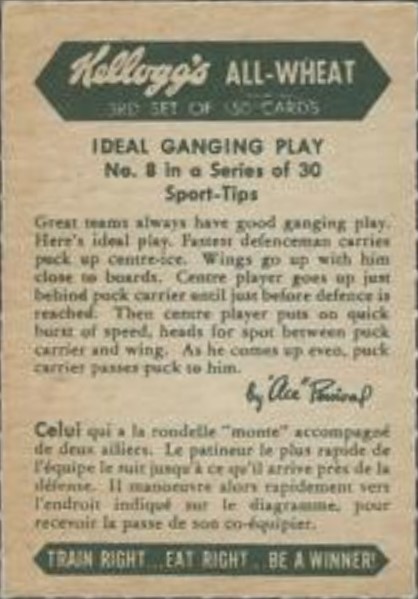 Kellogg's ALL-WHEAT
3RD SET OF 150 CARDS
IDEAL GANGING PLAY
No. 8 in a Series of 30
Sport-Tips
Great teams always have good ganging play.
Here's ideal play. Fastest defenceman carries
puck up centre-ice. Wings go up with him
close to boards. Centre player goes up just
behind puck carrier until just before defence is
reached. Then centre player puts on quick
burst of speed, heads for spot between puck
carrier and wing. As he comes up even, puck
carrier passes puck to him.
by "Ace" Percival
Celui qui a la rondelle "monte" accompagné
de deux ailiers. Le patineur le plus rapide de
l'équipe le suit jusqu'à ce qu'il arrive près de la
défense. Il manoeuvre alors rapidement vers
l'endroit indiqué sur le diagramme, pour
recevoir la passe de son co-équipier.
TRAIN RIGHT...EAT RIGHT..BE A WINNER!